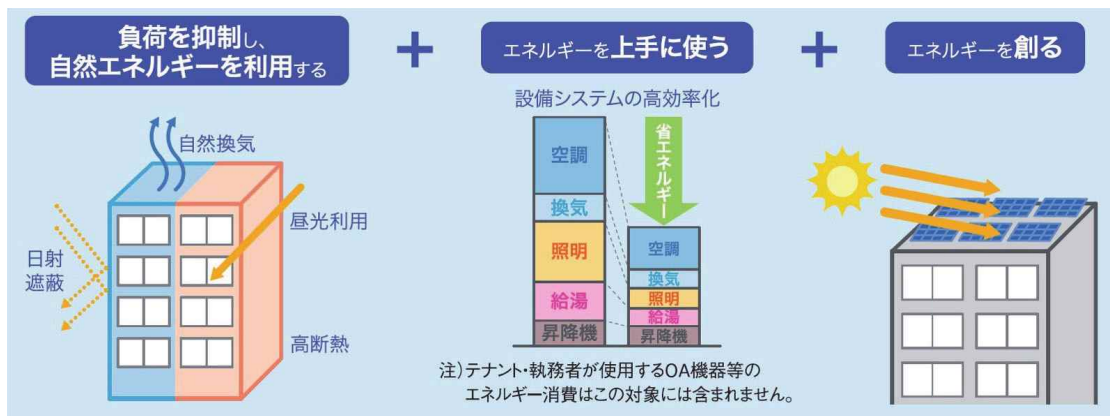 負荷を抑制し、
自然エネルギーを利用する
+
エネルギーを上手に使う
+
エネルギーを創る
自然換気
昼光利用
日射
遮蔽
高断熱
設備システムの高効率化
空調
換気
照明
給湯
昇降機
省エネルギー
空調
換気
照明
給湯
昇降機
注)テナント・執務者が使用するOA機器等の
エネルギー消費はこの対象には含まれません。